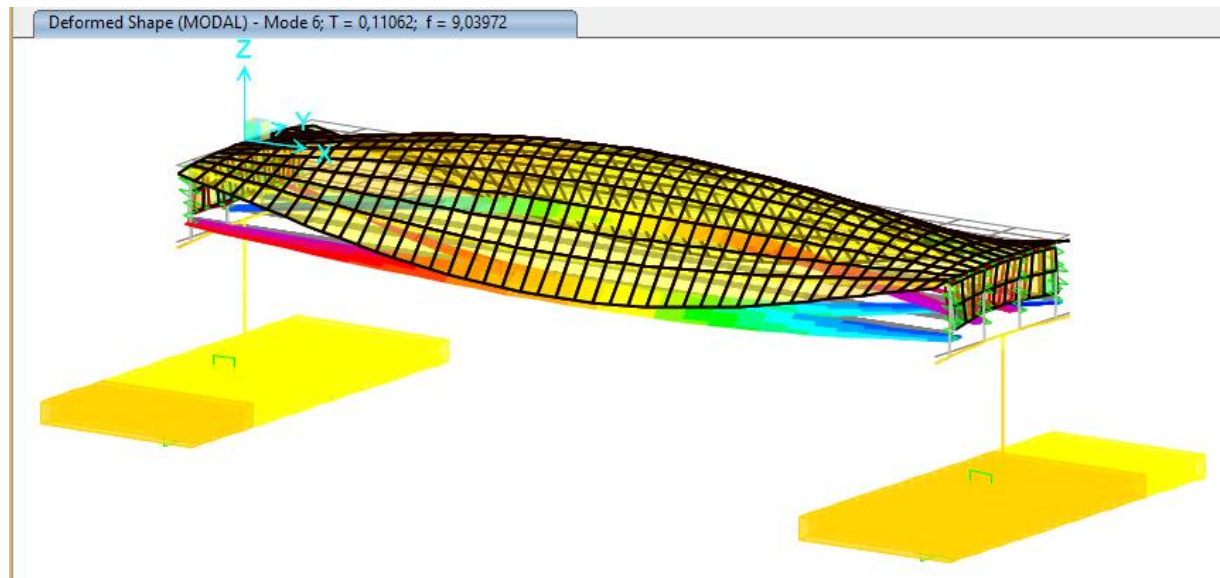 Deformed Shape (MODAL) - Mode 6; T = 0,11062; f = 9,03972
Z
Y
X